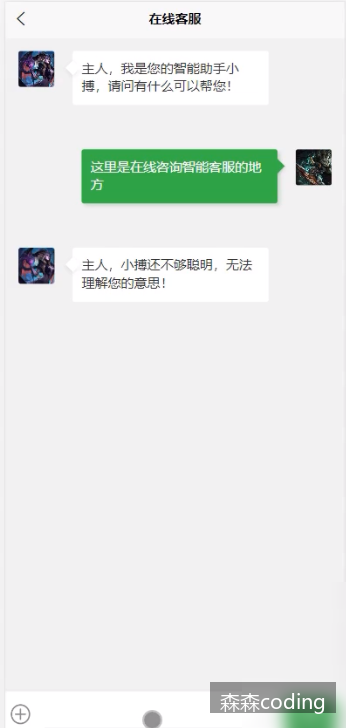 在线客服
主人，我是您的智能助手小
搏，请问有什么可以帮您！
这里是在线咨询智能客服的地
方
主人，小搏还不够聪明，无法
理解您的意思！
森森coding